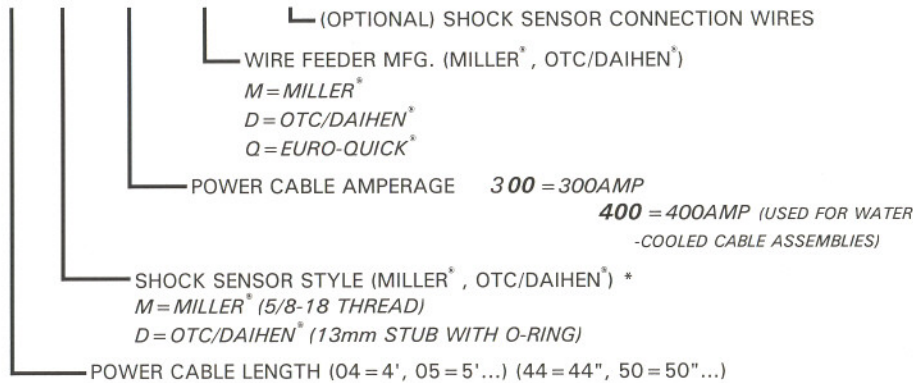 (OPTIONAL) SHOCK SENSOR CONNECTION WIRES
WIRE FEEDER MFG. (MILLER®, OTC/DAIHEN®)
M=MILLER®
D=OTC/DAIHEN®
Q=EURO-QUICK®
POWER CABLE AMPERAGE 300=300AMP
400=400AMP (USED FOR WATER
-COOLED CABLE ASSEMBLIES)
SHOCK SENSOR STYLE (MILLER®, OTC/DAIHEN®) *
M=MILLER® (5/8-18 THREAD)
D=OTC/DAIHEN® (13mm STUB WITH O-RING)
POWER CABLE LENGTH (04=4', 05=5'...) (44=44", 50=50"...)